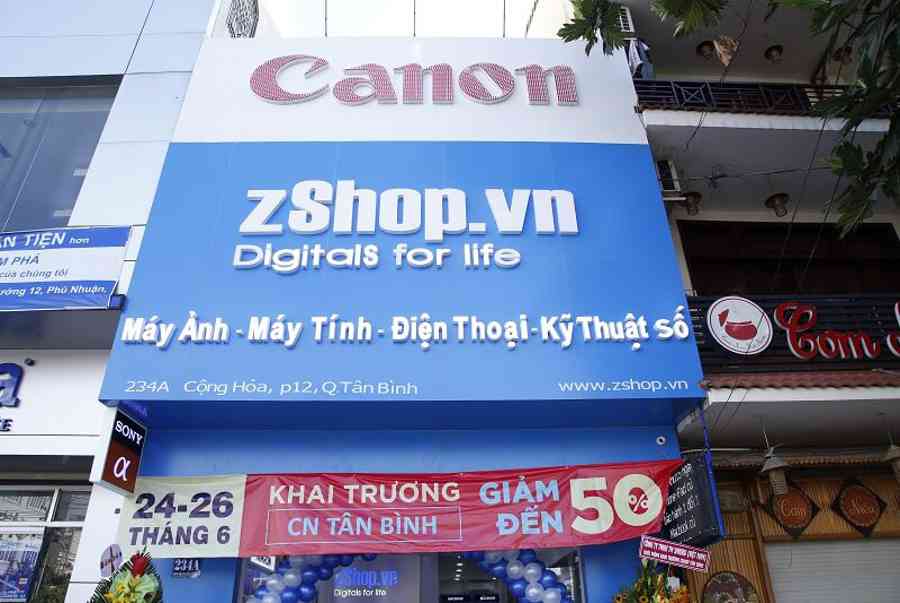 Canon
zShop.vn
Digitals for life
Máy Ảnh - Máy Tính - Điện Thoại - Kỹ Thuật Số
234A Cộng Hòa, p12, Q.Tân Bình
www.zshop.vn
TIỆN hơn
PHÁ
của chúng tôi
12, Phú Nhuận,
Com
SONY
α
24-26
THÁNG 6
KHAI TRƯƠNG
CN TÂN BÌNH
GIẢM
ĐẾN
50%
234A
zShop.vn
Digitals for life
Cơm
Niêu